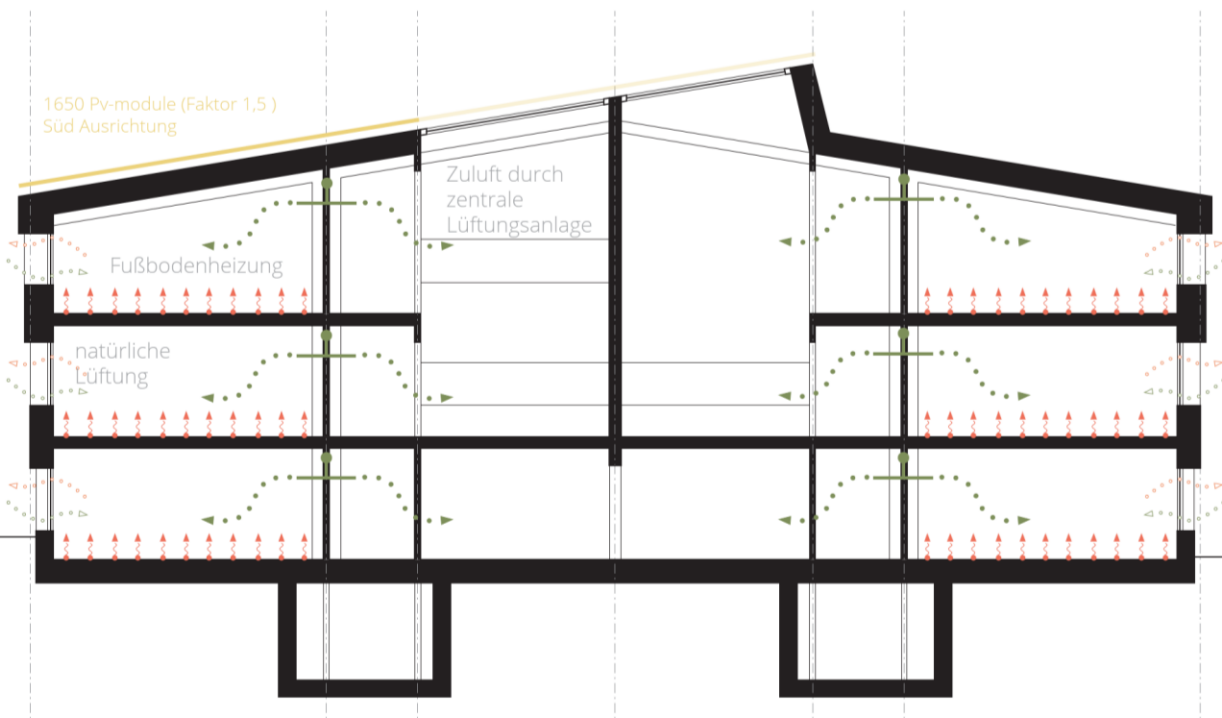 1650 Pv-module (Faktor 1,5 )
Süd Ausrichtung
Zuluft durch
zentrale
Lüftungsanlage
Fußbodenheizung
natürliche
Lüftung